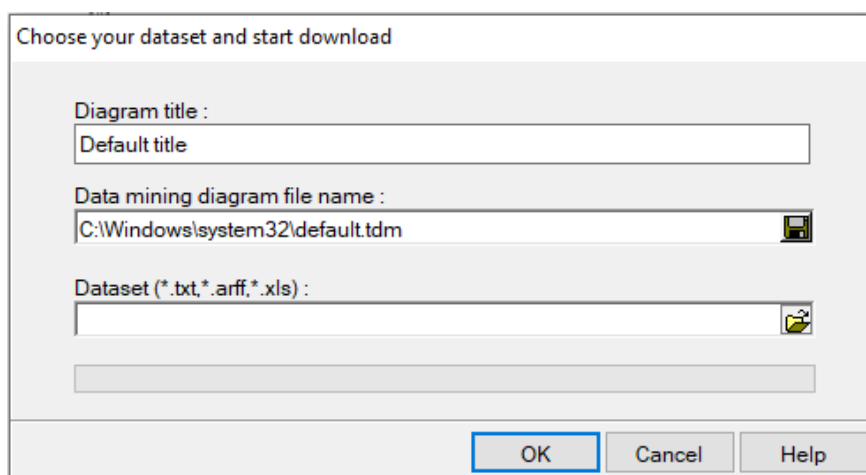 Choose your dataset and start download
Diagram title :
Default title
Data mining diagram file name :
C:\Windows\system32\default.tdm
Dataset (*.txt,*.arff,*.xls) :
OK
Cancel
Help